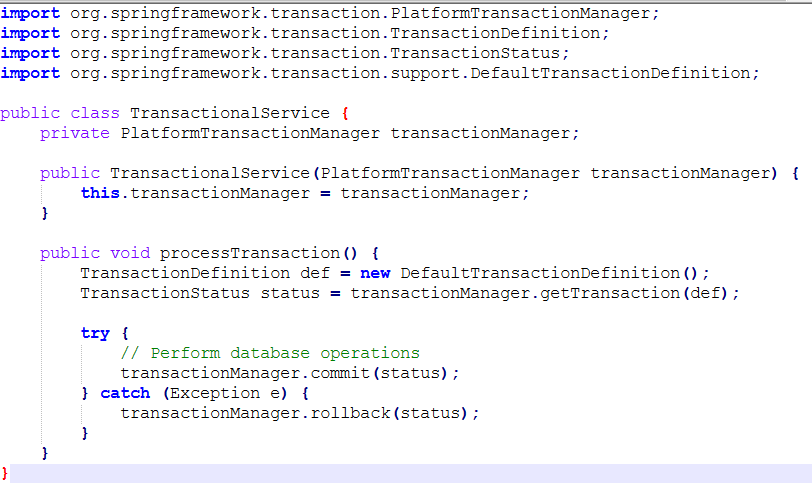 import org.springframework.transaction.PlatformTransactionManager;
import org.springframework.transaction.TransactionDefinition;
import org.springframework.transaction.TransactionStatus;
import org.springframework.transaction.support.DefaultTransactionDefinition;

public class TransactionalService {
    private PlatformTransactionManager transactionManager;

    public TransactionalService(PlatformTransactionManager transactionManager) {
        this.transactionManager = transactionManager;
    }

    public void processTransaction() {
        TransactionDefinition def = new DefaultTransactionDefinition();
        TransactionStatus status = transactionManager.getTransaction(def);

        try {
            // Perform database operations
            transactionManager.commit(status);
        } catch (Exception e) {
            transactionManager.rollback(status);
        }
    }
}